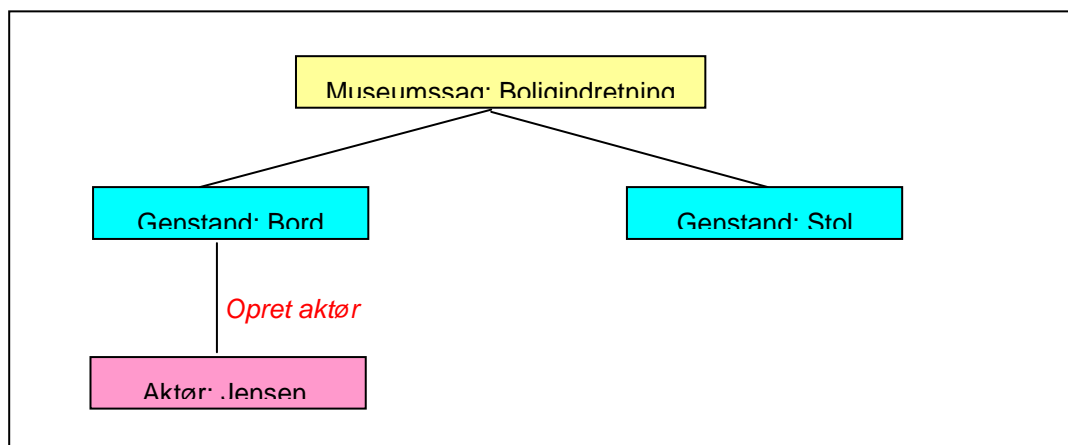 Museumssag: Boligindretning
Genstand: Bord
Genstand: Stol
Opret aktør
Aktør: Jensen